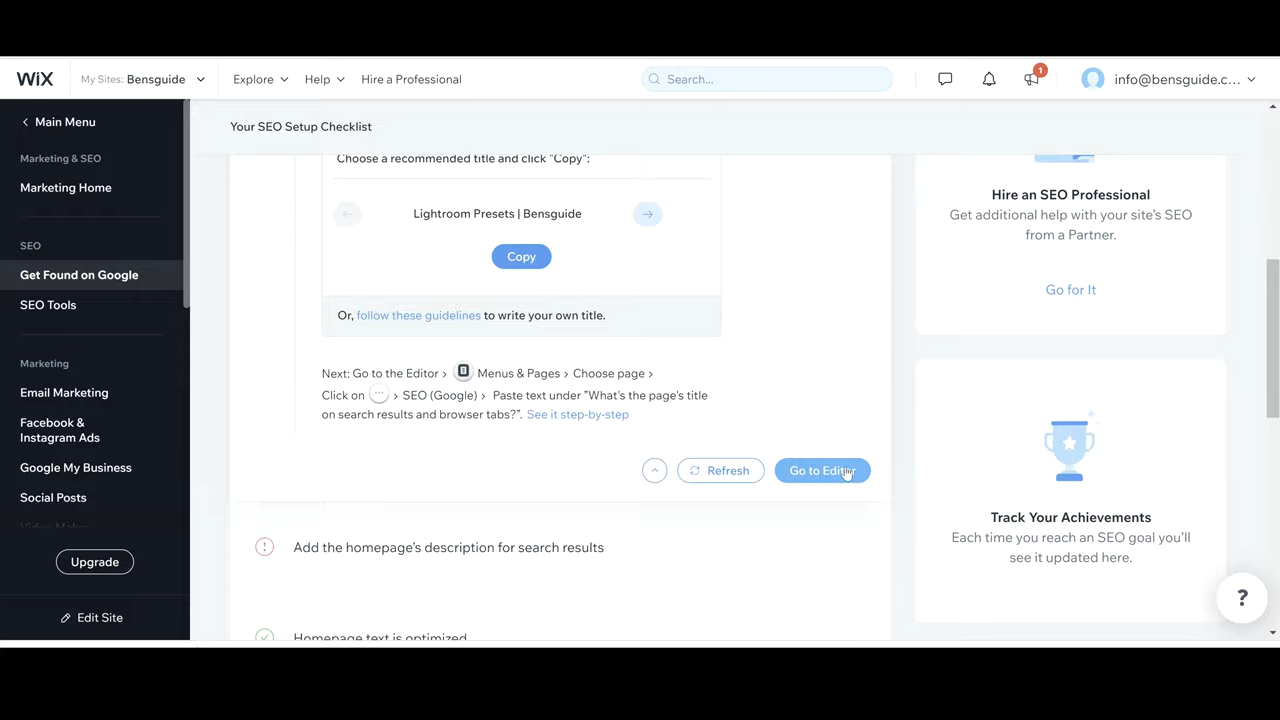 WiX
My Sites: Bensguide
Explore
Help
Hire a Professional
Search...
1
info@bensguide.c...
Main Menu
Marketing & SEO
Marketing Home
SEO
Get Found on Google
SEO Tools
Marketing
Email Marketing
Facebook &
Instagram Ads
Google My Business
Social Posts
Video Maker
Upgrade
Edit Site
Your SEO Setup Checklist
Choose a recommended title and click "Copy":
Lightroom Presets | Bensguide
Copy
Or, follow these guidelines to write your own title.
Next: Go to the Editor › Menus & Pages › Choose page ›
Click on ··· › SEO (Google) › Paste text under "What's the page's title
on search results and browser tabs?". See it step-by-step
Refresh
Go to Editor
Add the homepage's description for search results
Homepage text is optimized
Hire an SEO Professional
Get additional help with your site's SEO
from a Partner.
Go for It
Track Your Achievements
Each time you reach an SEO goal you'll
see it updated here.
?